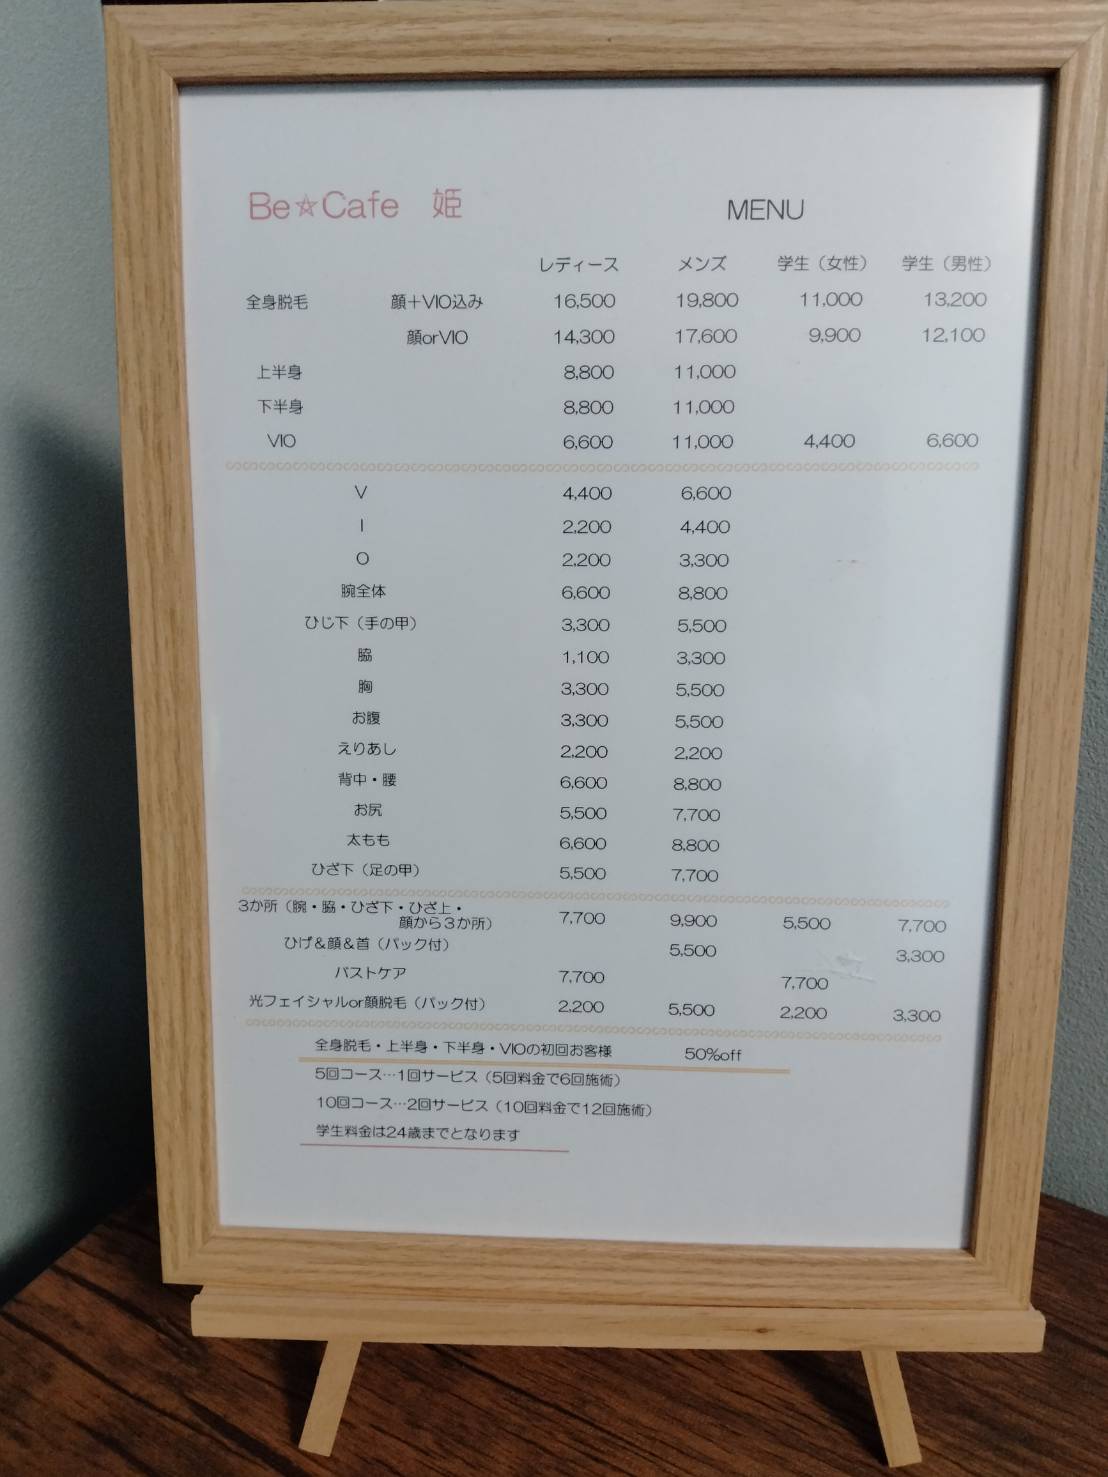 Be☆Cafe 姫 MENU
レディース メンズ 学生（女性） 学生（男性）
全身脱毛 顔＋VIO込み 16,500 19,800 11,000 13,200
顔orVIO 14,300 17,600 9,900 12,100
上半身 8,800 11,000
下半身 8,800 11,000
VIO 6,600 11,000 4,400 6,600
V 4,400 6,600
I 2,200 4,400
O 2,200 3,300
腕全体 6,600 8,800
ひじ下（手の甲） 3,300 5,500
脇 1,100 3,300
胸 3,300 5,500
お腹 3,300 5,500
えりあし 2,200 2,200
背中・腰 6,600 8,800
お尻 5,500 7,700
太もも 6,600 8,800
ひざ下（足の甲） 5,500 7,700
3か所（腕・脇・ひざ下・ひざ上・
顔から３か所） 7,700 9,900 5,500 7,700
ひげ＆顔＆首（パック付） 5,500 3,300
バストケア 7,700 7,700
光フェイシャルor顔脱毛（パック付） 2,200 5,500 2,200 3,300
全身脱毛・上半身・下半身・VIOの初回お客様 50%off
5回コース…1回サービス（5回料金で6回施術）
10回コース…2回サービス（10回料金で12回施術）
学生料金は24歳までとなります